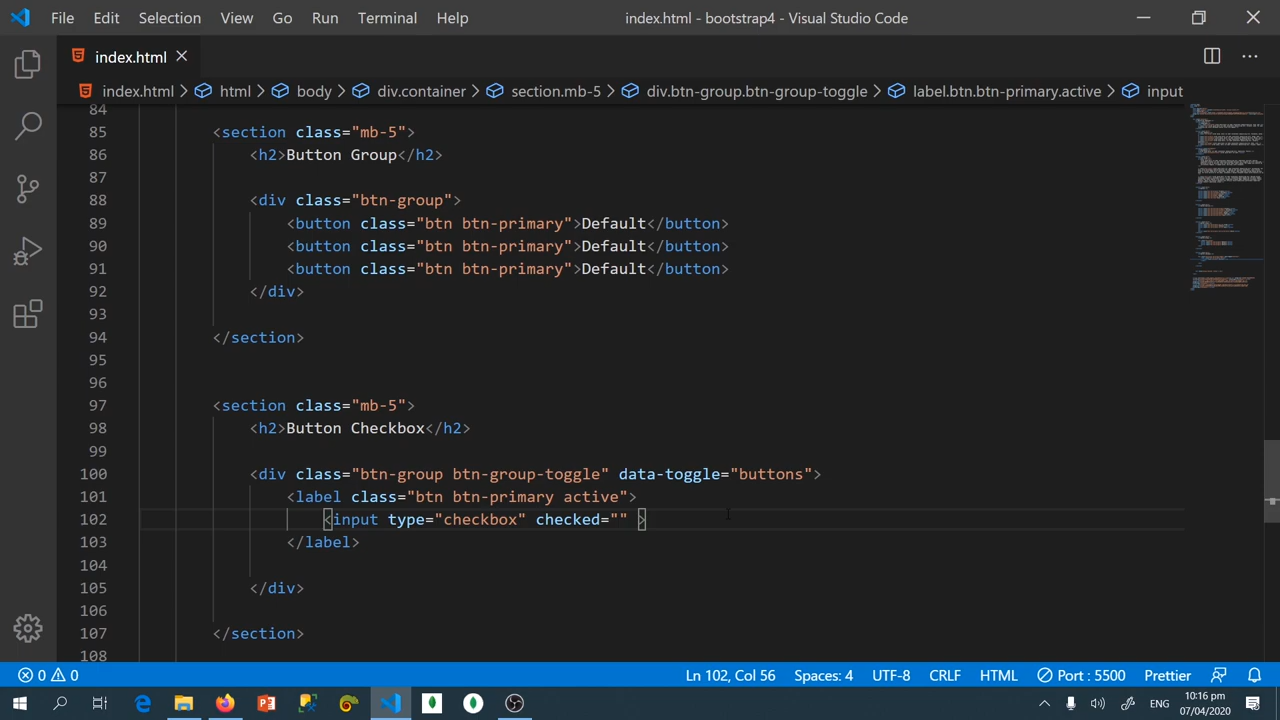 File Edit Selection View Go Run Terminal Help index.html - bootstrap4 - Visual Studio Code
index.html
index.html > html > body > div.container > section.mb-5 > div.btn-group.btn-group-toggle > label.btn.btn-primary.active > input
84
85 <section class="mb-5">
86 <h2>Button Group</h2>
87
88 <div class="btn-group">
89 <button class="btn btn-primary">Default</button>
90 <button class="btn btn-primary">Default</button>
91 <button class="btn btn-primary">Default</button>
92 </div>
93
94 </section>
95
96
97 <section class="mb-5">
98 <h2>Button Checkbox</h2>
99
100 <div class="btn-group btn-group-toggle" data-toggle="buttons">
101 <label class="btn btn-primary active">
102 <input type="checkbox" checked="" >
103 </label>
104
105 </div>
106
107 </section>
108
0 0 Ln 102, Col 56 Spaces: 4 UTF-8 CRLF HTML Port : 5500 Prettier
ENG 10:16 pm
07/04/2020